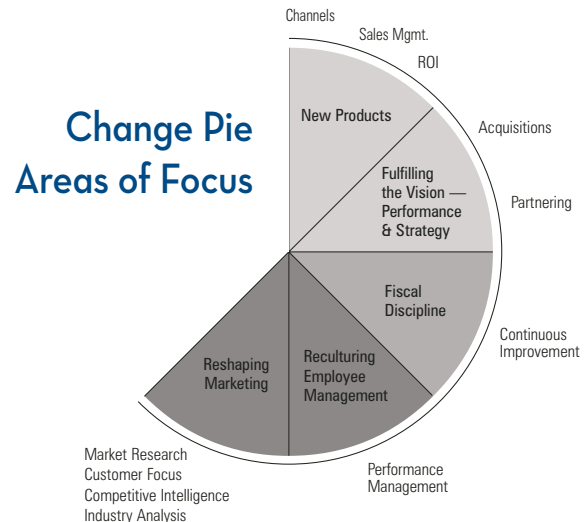 Channels
Sales Mgmt.
ROI
Change Pie
Areas of Focus
New Products
Acquisitions
Fulfilling
the Vision —
Performance
& Strategy
Partnering
Fiscal
Discipline
Continuous
Improvement
Reshaping
Marketing
Reculturing
Employee
Management
Market Research
Customer Focus
Competitive Intelligence
Industry Analysis
Performance
Management